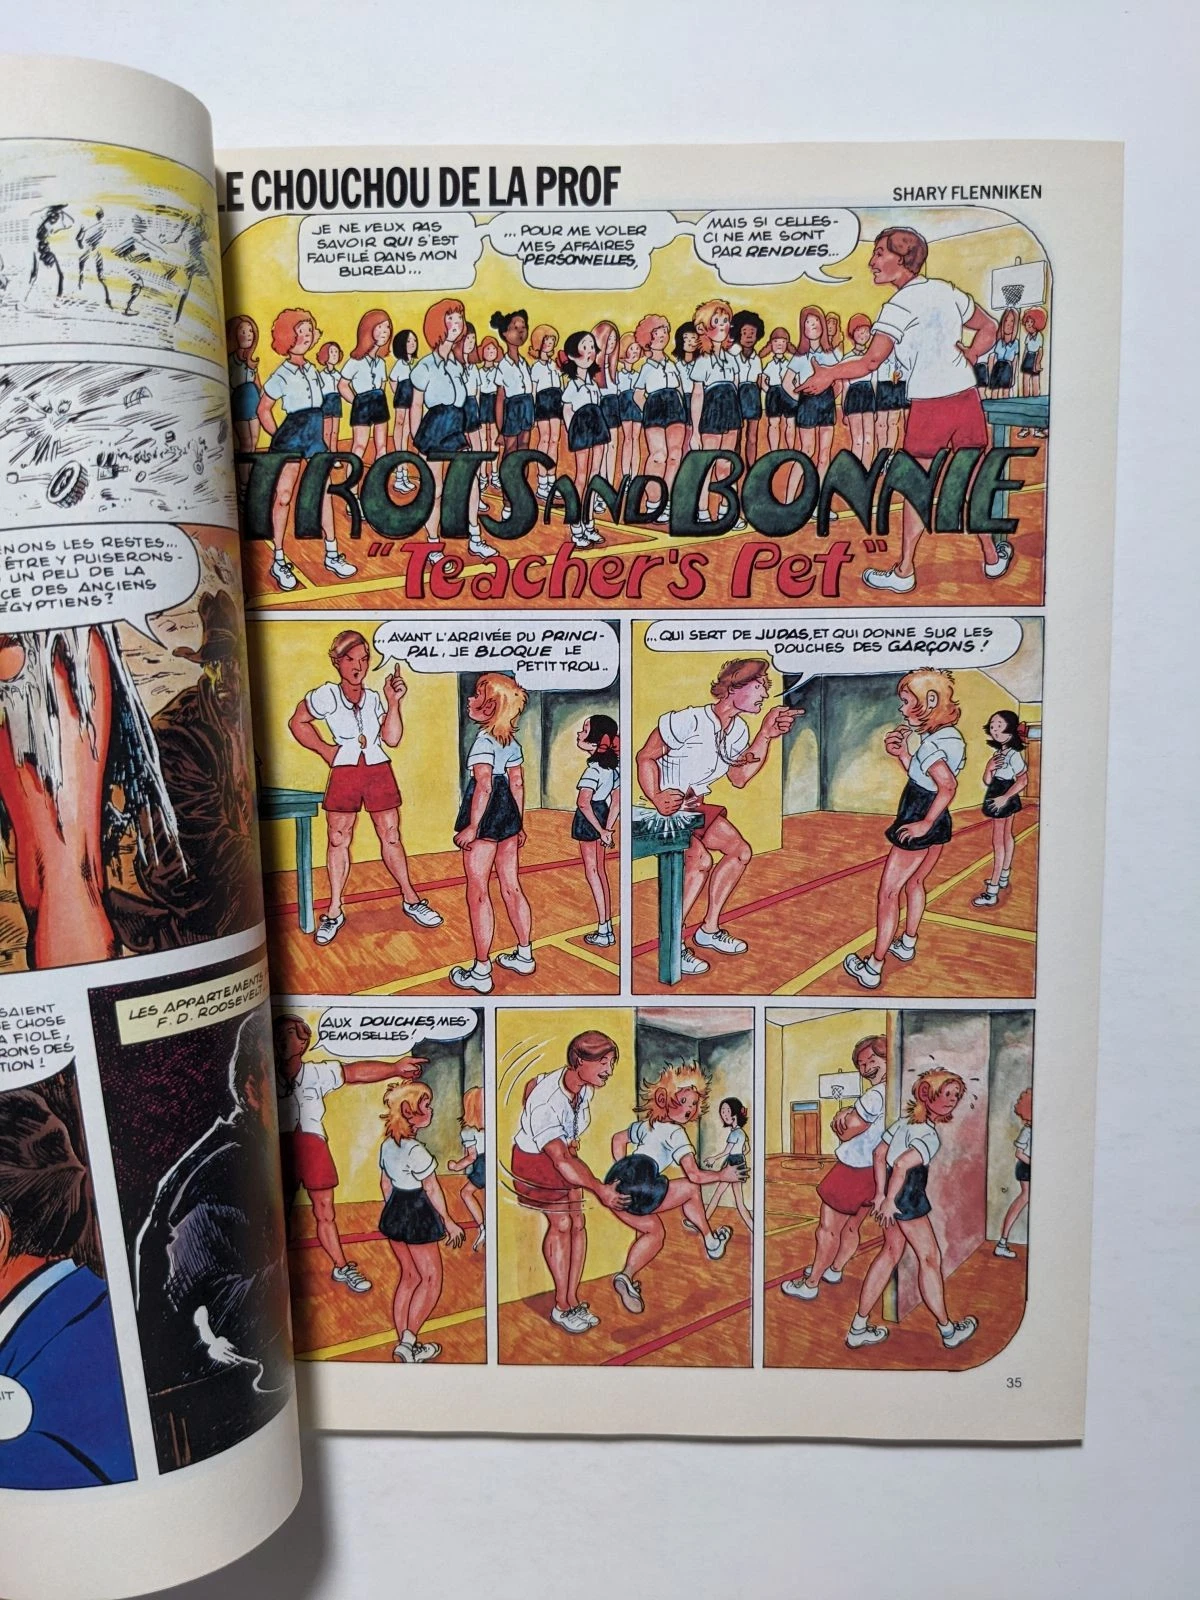 LE CHOUCHOU DE LA PROF
SHARY FLENNIKEN
JE NE VEUX PAS
SAVOIR QUI S'EST
FAUFILÉ DANS MON
BUREAU...
... POUR ME VOLER
MES AFFAIRES
PERSONNELLES,
MAIS SI CELLES-
CI NE ME SONT
PAR RENDUES...
TROTS AND BONNIE
"Teacher's Pet"
... AVANT L'ARRIVÉE DU PRINCI-
PAL, JE BLOQUE LE
PETIT TROU..
... QUI SERT DE JUDAS, ET QUI DONNE SUR LES
DOUCHES DES GARÇONS !
AUX DOUCHES, MES-
DEMOISELLES !
35
LES RESTES...
ÊTRE Y PUISERONS-
UN PEU DE LA
DES ANCIENS
ÉGYPTIENS?
CHOSE
FIOLE,
LES APPARTEMENTS
F. D. ROOSEVELT